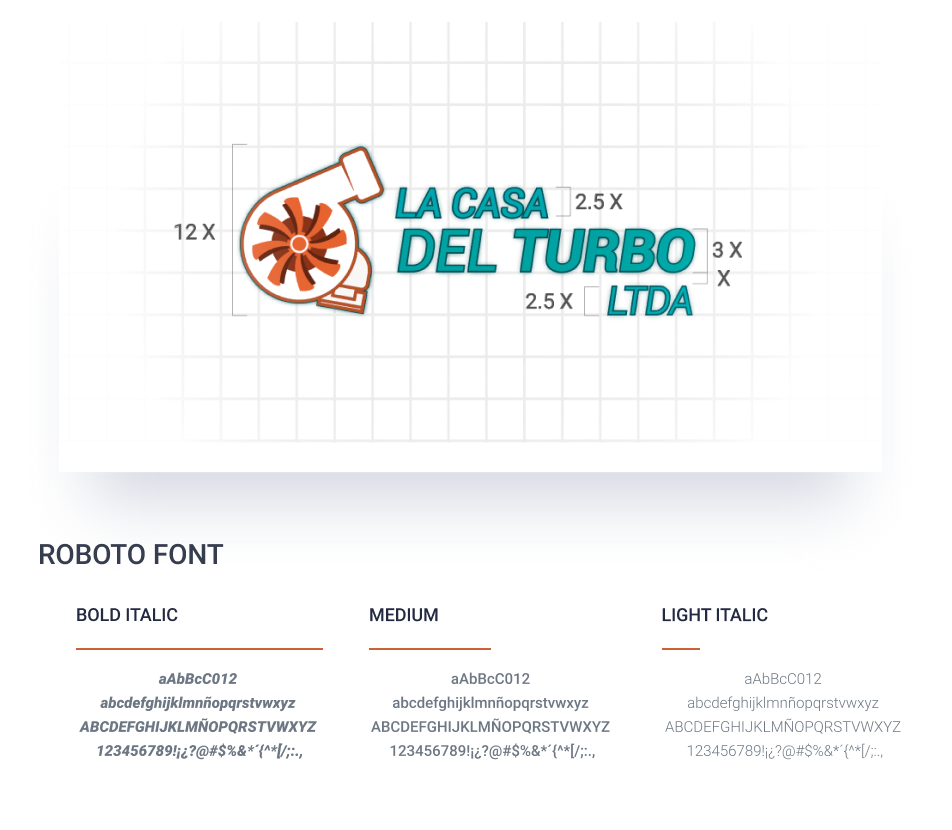 12 X
LA CASA
2.5 X
DEL TURBO
3 X
X
2.5 X
LTDA
ROBOTO FONT
BOLD ITALIC
aAbBcC012
abcdefghijklmnñopqrstvwxyz
ABCDEFGHIJKLMÑOPQRSTVWXYZ
123456789!¡¿?@#$%&*´{^*[/;:.,
MEDIUM
aAbBcC012
abcdefghijklmnñopqrstvwxyz
ABCDEFGHIJKLMÑOPQRSTVWXYZ
123456789!¡¿?@#$%&*´{^*[/;:.,
LIGHT ITALIC
aAbBcC012
abcdefghijklmnñopqrstvwxyz
ABCDEFGHIJKLMÑOPQRSTVWXYZ
123456789!¡¿?@#$%&*´{^*[/;:.,